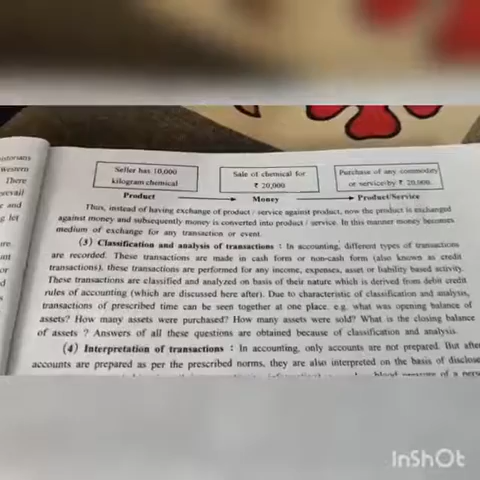 Seller has 10,000
kilogram chemical
Sale of chemical for
₹ 20,000
Purchase of any commodity
or service by ₹ 20,000
Product
Money
Product/Service
Thus, instead of having exchange of product / service against product, now the product is exchanged
against money and subsequently money is converted into product / service. In this manner money becomes
medium of exchange for any transaction or event.
(3) Classification and analysis of transactions : In accounting, different types of transactions
are recorded. These transactions are made in cash form or non-cash form (also known as credit
transactions), these transactions are performed for any income, expenses, asset or liability based activity.
These transactions are classified and analyzed on basis of their nature which is derived from debit credit
rules of accounting (which are discussed here after). Due to characteristic of classification and analysis,
transactions of prescribed time can be seen together at one place. e.g. what was opening balance of
assets? How many assets were purchased? How many assets were sold? What is the closing balance
of assets ? Answers of all these questions are obtained because of classification and analysis.
(4) Interpretation of transactions : In accounting, only accounts are not prepared. But after
accounts are prepared as per the prescribed norms, they are also interpreted on the basis of disclose
blood pressure of a
InShOt